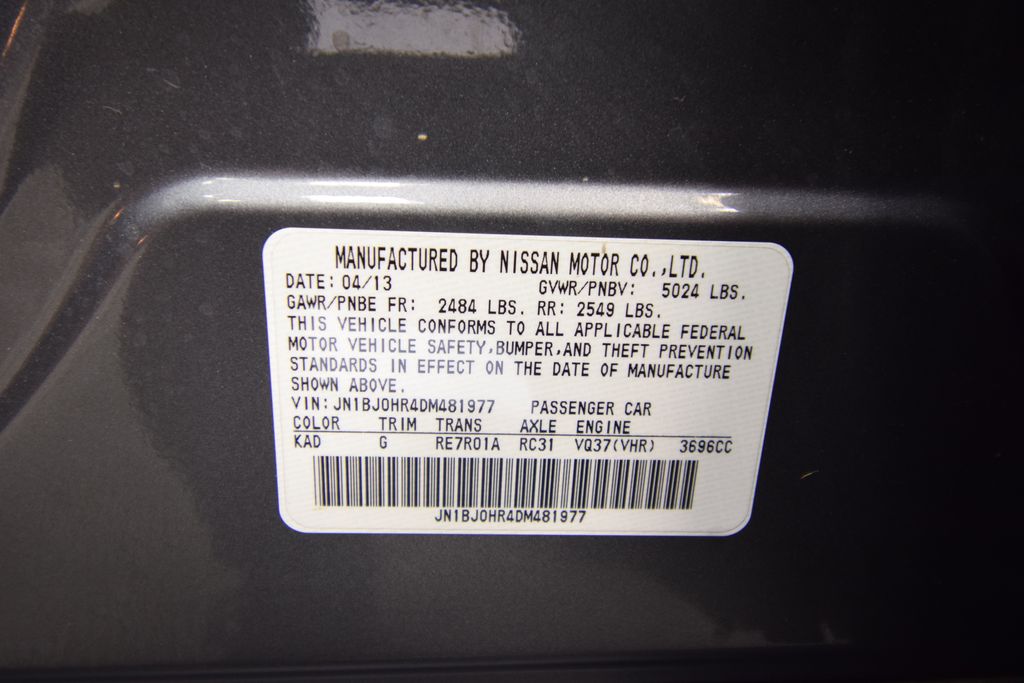 MANUFACTURED BY NISSAN MOTOR CO.,LTD.
DATE: 04/13 GVWR/PNBV: 5024 LBS.
GAWR/PNBE FR: 2484 LBS. RR: 2549 LBS.
THIS VEHICLE CONFORMS TO ALL APPLICABLE FEDERAL
MOTOR VEHICLE SAFETY,BUMPER,AND THEFT PREVENTION
STANDARDS IN EFFECT ON THE DATE OF MANUFACTURE
SHOWN ABOVE.
VIN: JN1BJ0HR4DM481977 PASSENGER CAR
COLOR TRIM TRANS AXLE ENGINE
KAD G RE7R01A RC31 VQ37(VHR) 3696CC
JN1BJ0HR4DM481977